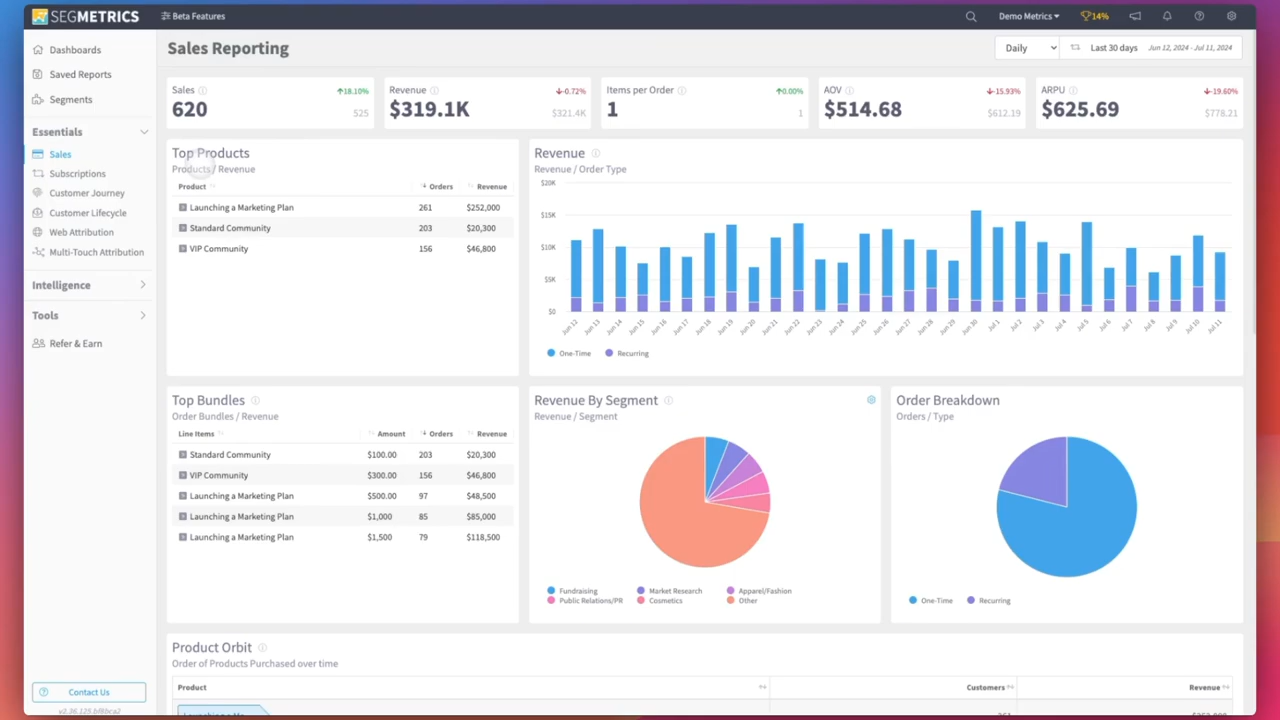 SEGMETRICS
Beta Features
Demo Metrics
14%
Dashboards
Saved Reports
Segments
Essentials
Sales
Subscriptions
Customer Journey
Customer Lifecycle
Web Attribution
Multi-Touch Attribution
Intelligence
Tools
Refer & Earn
Contact Us
v2.36.125.bf8bca2
Sales Reporting
Daily
Last 30 days Jun 12, 2024 - Jul 11, 2024
Sales 18.10%
620 525
Revenue -0.72%
$319.1K $321.4K
Items per Order 0.00%
1 1
AOV -15.93%
$514.68 $612.19
ARPU -19.60%
$625.69 $778.21
Top Products
Products / Revenue
Product Orders Revenue
Launching a Marketing Plan 261 $252,000
Standard Community 203 $20,300
VIP Community 156 $46,800
Revenue
Revenue / Order Type
$20K
$15K
$10K
$5K
$0
Jun 12 Jun 13 Jun 14 Jun 15 Jun 16 Jun 17 Jun 18 Jun 19 Jun 20 Jun 21 Jun 22 Jun 23 Jun 24 Jun 25 Jun 26 Jun 27 Jun 28 Jun 29 Jun 30 Jul 1 Jul 2 Jul 3 Jul 4 Jul 5 Jul 6 Jul 7 Jul 8 Jul 9 Jul 10 Jul 11
One-Time Recurring
Top Bundles
Order Bundles / Revenue
Line Items Amount Orders Revenue
Standard Community $100.00 203 $20,300
VIP Community $300.00 156 $46,800
Launching a Marketing Plan $500.00 97 $48,500
Launching a Marketing Plan $1,000 85 $85,000
Launching a Marketing Plan $1,500 79 $118,500
Revenue By Segment
Revenue / Segment
Fundraising Market Research Apparel/Fashion
Public Relations/PR Cosmetics Other
Order Breakdown
Orders / Type
One-Time Recurring
Product Orbit
Order of Products Purchased over time
Product Customers Revenue